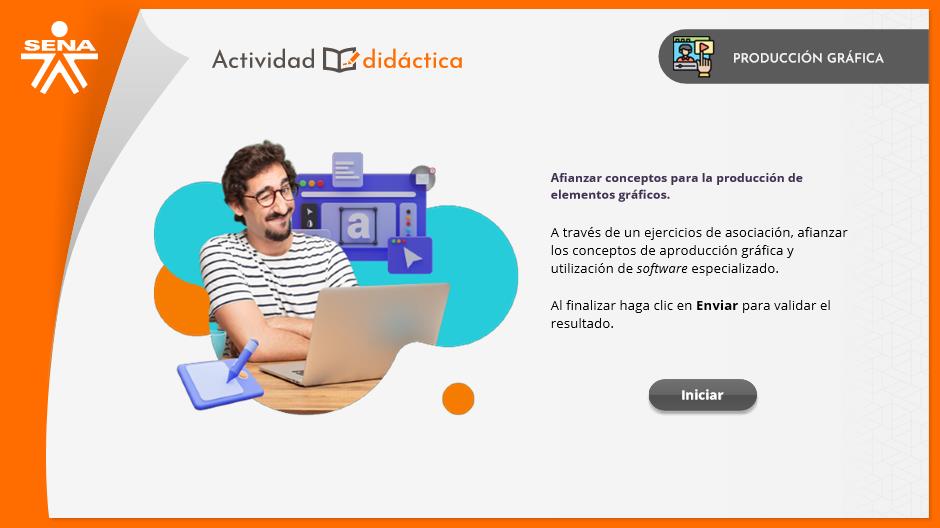 SENA
Actividad didáctica
PRODUCCIÓN GRÁFICA
a
Afianzar conceptos para la producción de
elementos gráficos.
A través de un ejercicios de asociación, afianzar
los conceptos de aproducción gráfica y
utilización de software especializado.
Al finalizar haga clic en Enviar para validar el
resultado.
Iniciar